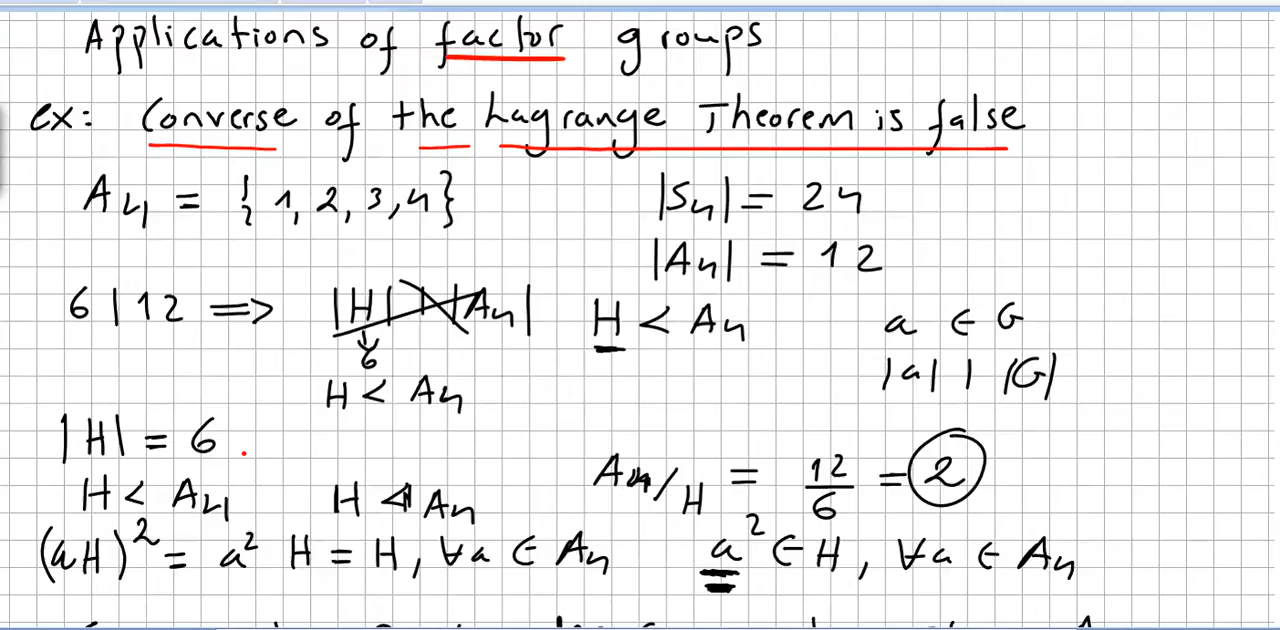 Applications of factor groups
ex: Converse of the Lagrange Theorem is false
A4 = { 1, 2, 3, 4 } |S4| = 24
|A4| = 12
6 | 12 => |H| | |A4| H < A4 a ∈ G
6 |a| | |G|
H < A4
|H| = 6 .
H < A4 H ⊲ A4 A4/H = 12/6 = 2
(aH)² = a² H = H, ∀a ∈ A4 a² ∈ H, ∀a ∈ A4